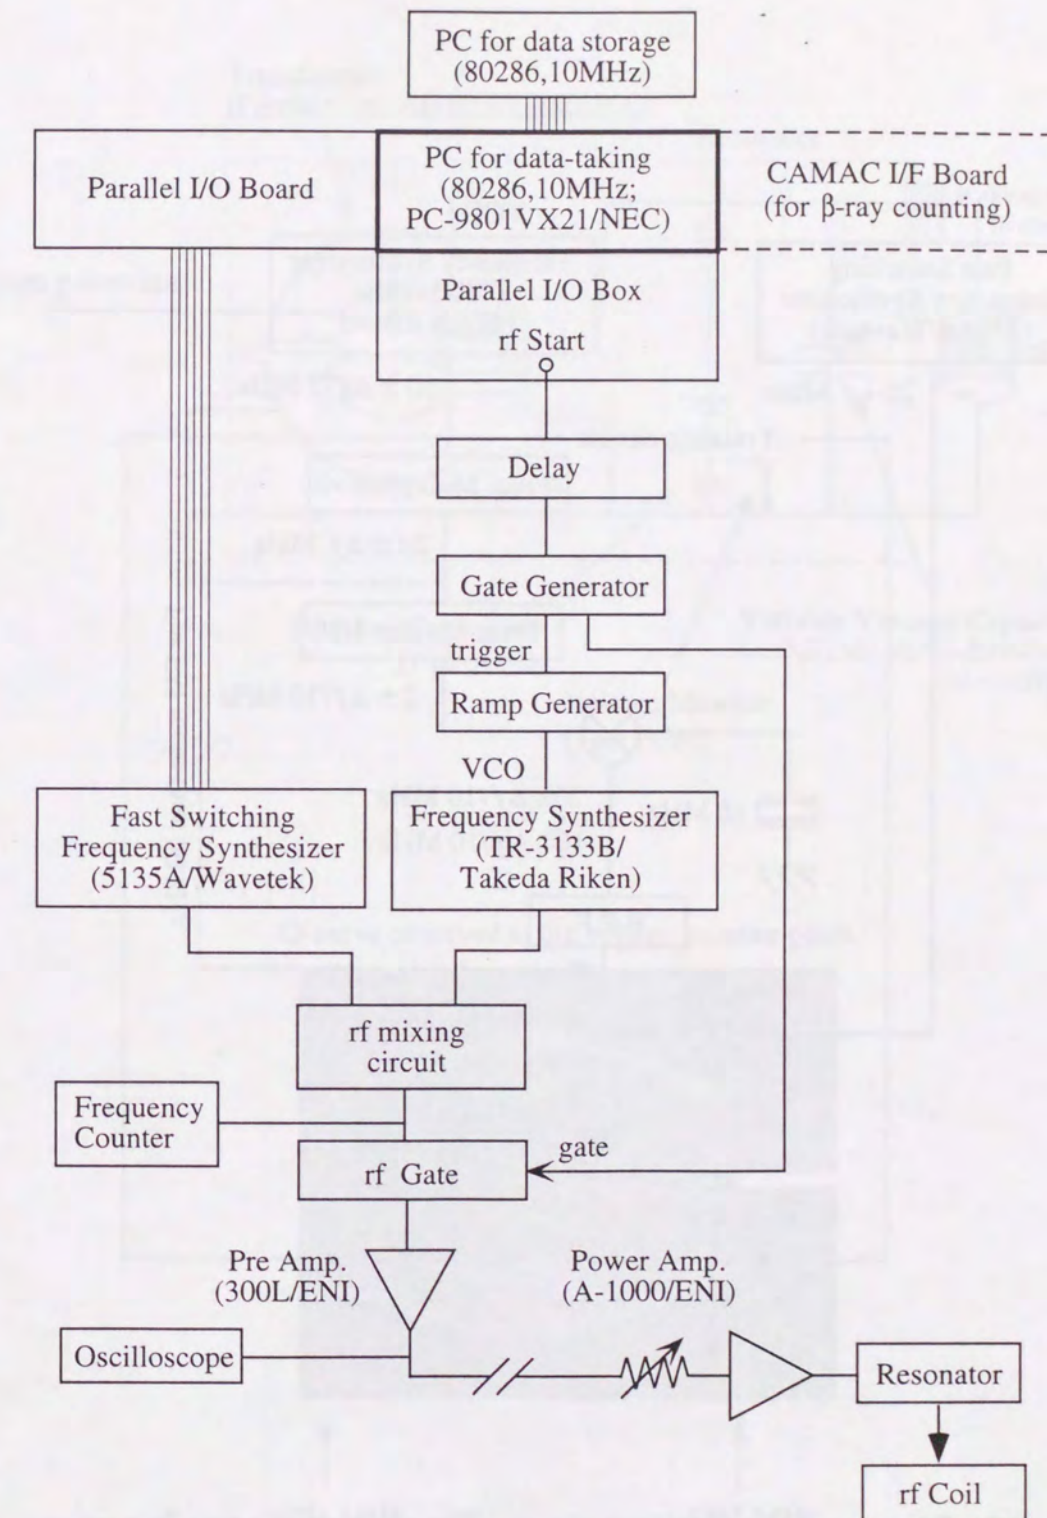 PC for data storage
(80286,10MHz)
Parallel I/O Board
PC for data-taking
(80286,10MHz;
PC-9801VX21/NEC)
CAMAC I/F Board
(for β-ray counting)
Parallel I/O Box
rf Start
Delay
Gate Generator
trigger
Ramp Generator
VCO
Fast Switching
Frequency Synthesizer
(5135A/Wavetek)
Frequency Synthesizer
(TR-3133B/
Takeda Riken)
rf mixing
circuit
Frequency
Counter
gate
rf Gate
Pre Amp.
(300L/ENI)
Power Amp.
(A-1000/ENI)
Oscilloscope
Resonator
rf Coil